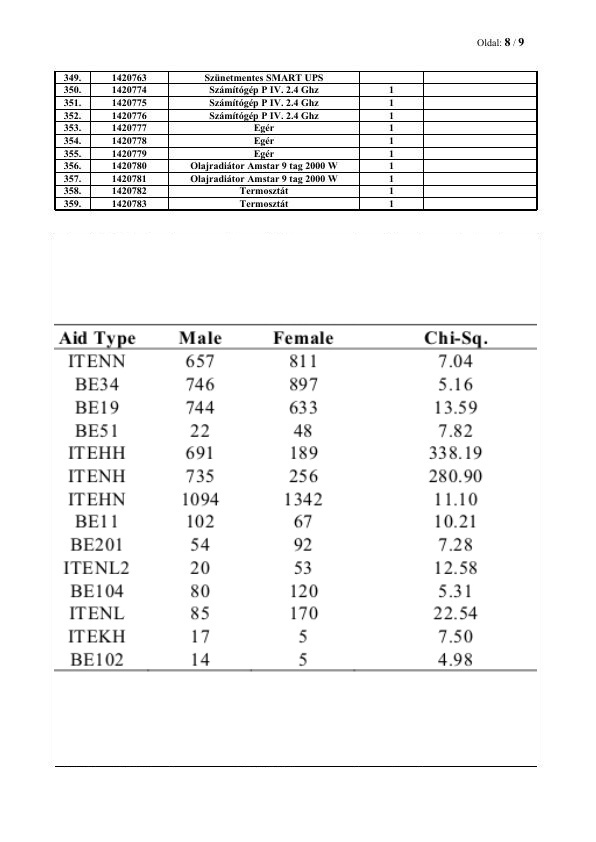 Oldal: 8 / 9
349. 1420763 Szünetmentes SMART UPS
350. 1420774 Számítógép P IV. 2.4 Ghz 1
351. 1420775 Számítógép P IV. 2.4 Ghz 1
352. 1420776 Számítógép P IV. 2.4 Ghz 1
353. 1420777 Egér 1
354. 1420778 Egér 1
355. 1420779 Egér 1
356. 1420780 Olajradiátor Amstar 9 tag 2000 W 1
357. 1420781 Olajradiátor Amstar 9 tag 2000 W 1
358. 1420782 Termosztát 1
359. 1420783 Termosztát 1
Aid Type Male Female Chi-Sq.
ITENN 657 811 7.04
BE34 746 897 5.16
BE19 744 633 13.59
BE51 22 48 7.82
ITEHH 691 189 338.19
ITENH 735 256 280.90
ITEHN 1094 1342 11.10
BE11 102 67 10.21
BE201 54 92 7.28
ITENL2 20 53 12.58
BE104 80 120 5.31
ITENL 85 170 22.54
ITEKH 17 5 7.50
BE102 14 5 4.98